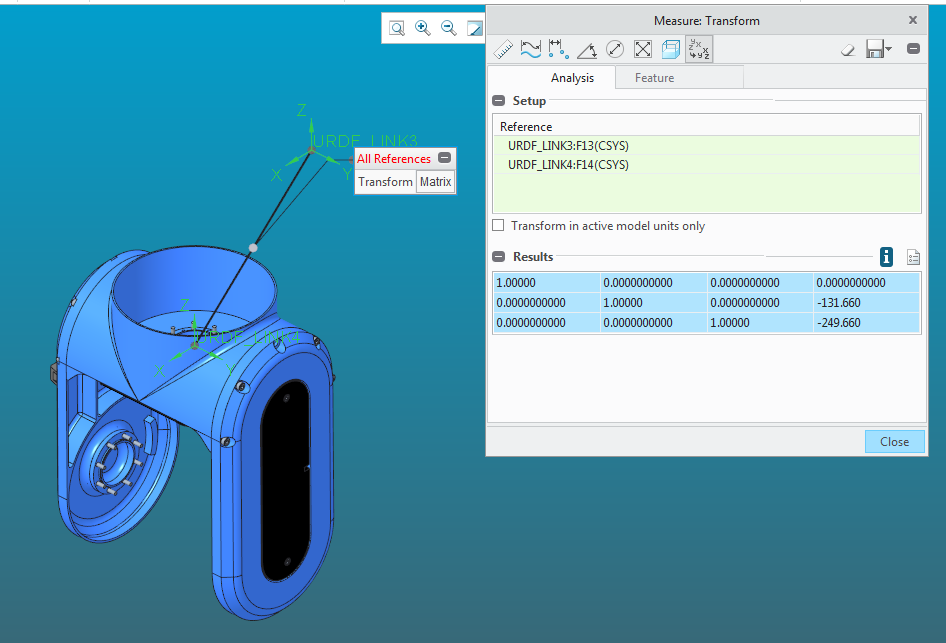 Measure: Transform
Analysis
Feature
Setup
Reference
URDF_LINK3:F13(CSYS)
URDF_LINK4:F14(CSYS)
Transform in active model units only
Results
1.00000 0.0000000000 0.0000000000 0.0000000000
0.0000000000 1.00000 0.0000000000 -131.660
0.0000000000 0.0000000000 1.00000 -249.660
Close
Z
URDF_LINK3
X
Y
All References
Transform Matrix
Z
URDF_LINK4
X
Y